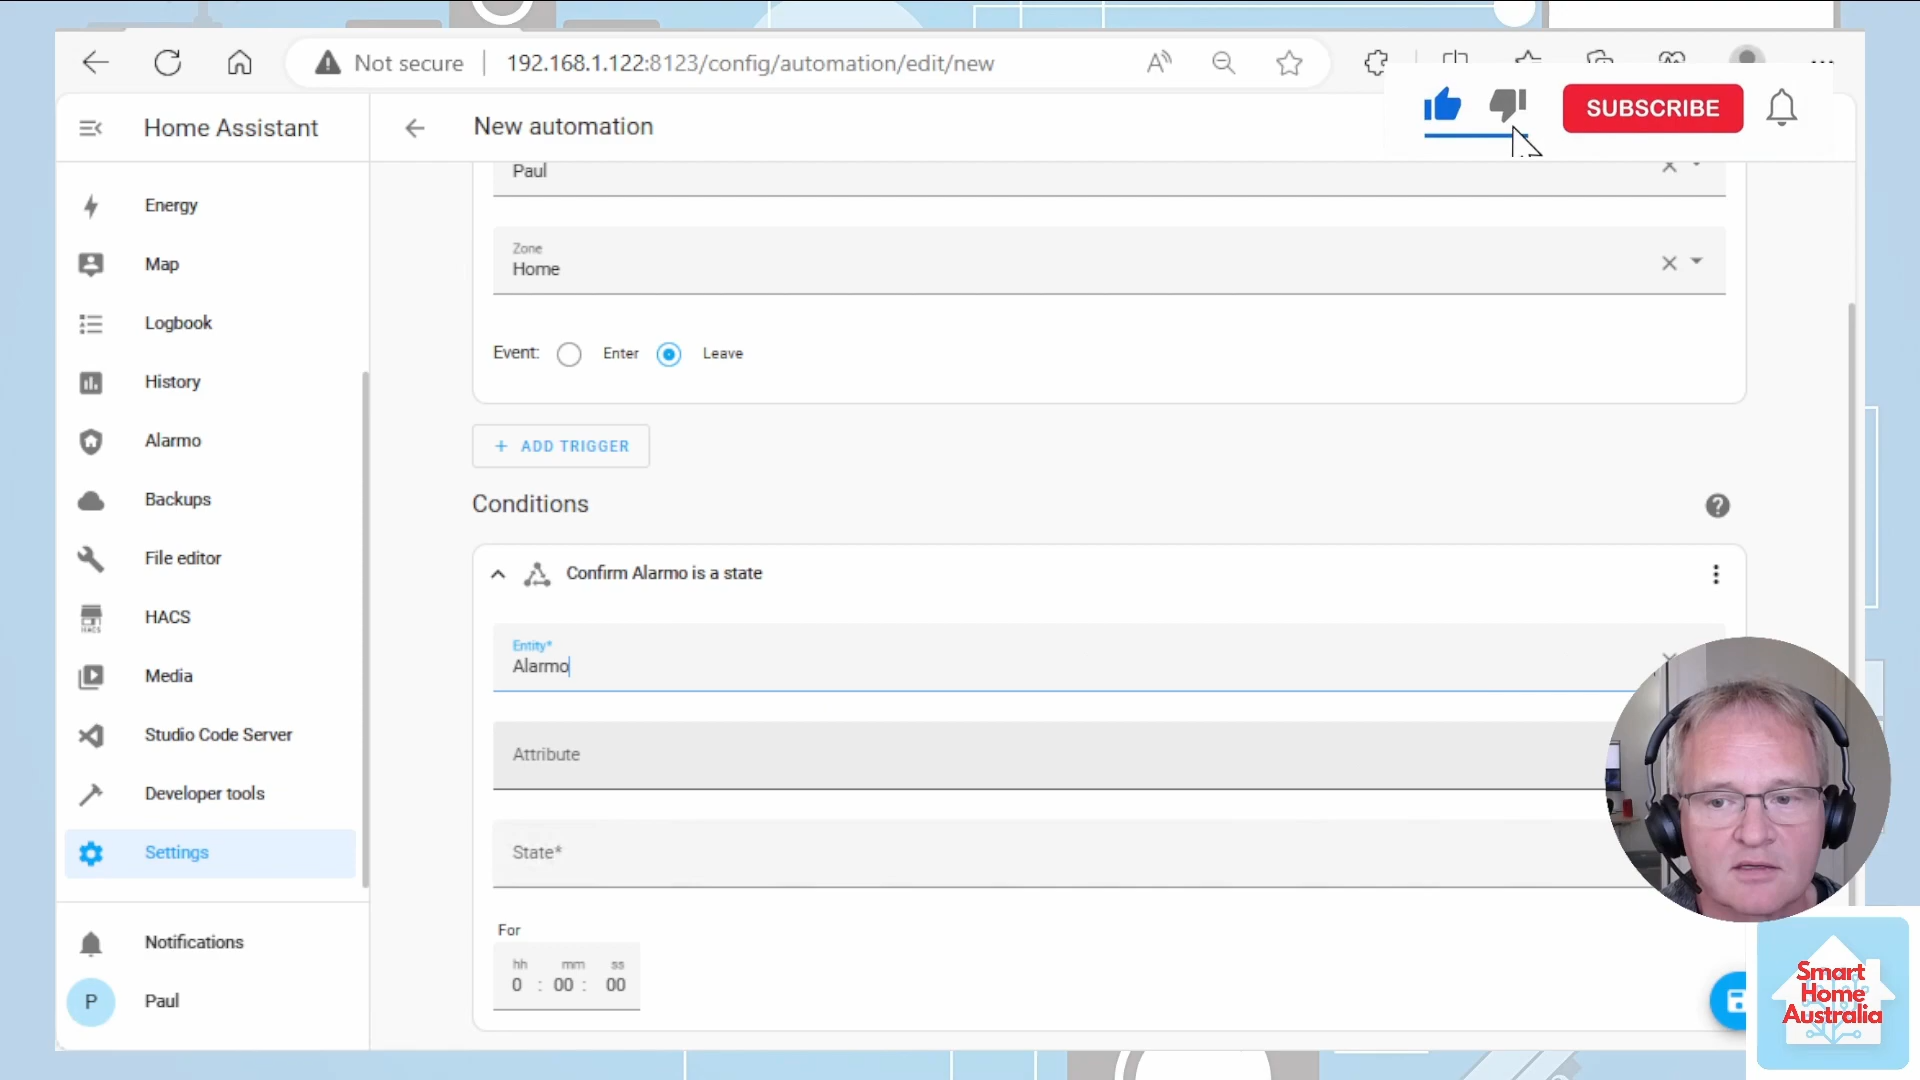 Not secure
192.168.1.122:8123/config/automation/edit/new
SUBSCRIBE
Home Assistant
New automation
Energy
Map
Logbook
History
Alarmo
Backups
File editor
HACS
HACS
Media
Studio Code Server
Developer tools
Settings
Notifications
P
Paul
Paul
Zone
Home
Event:
Enter
Leave
+ ADD TRIGGER
Conditions
Confirm Alarmo is a state
Entity*
Alarmo
Attribute
State*
For
hh mm ss
0 : 00 : 00
Smart
Home
Australia